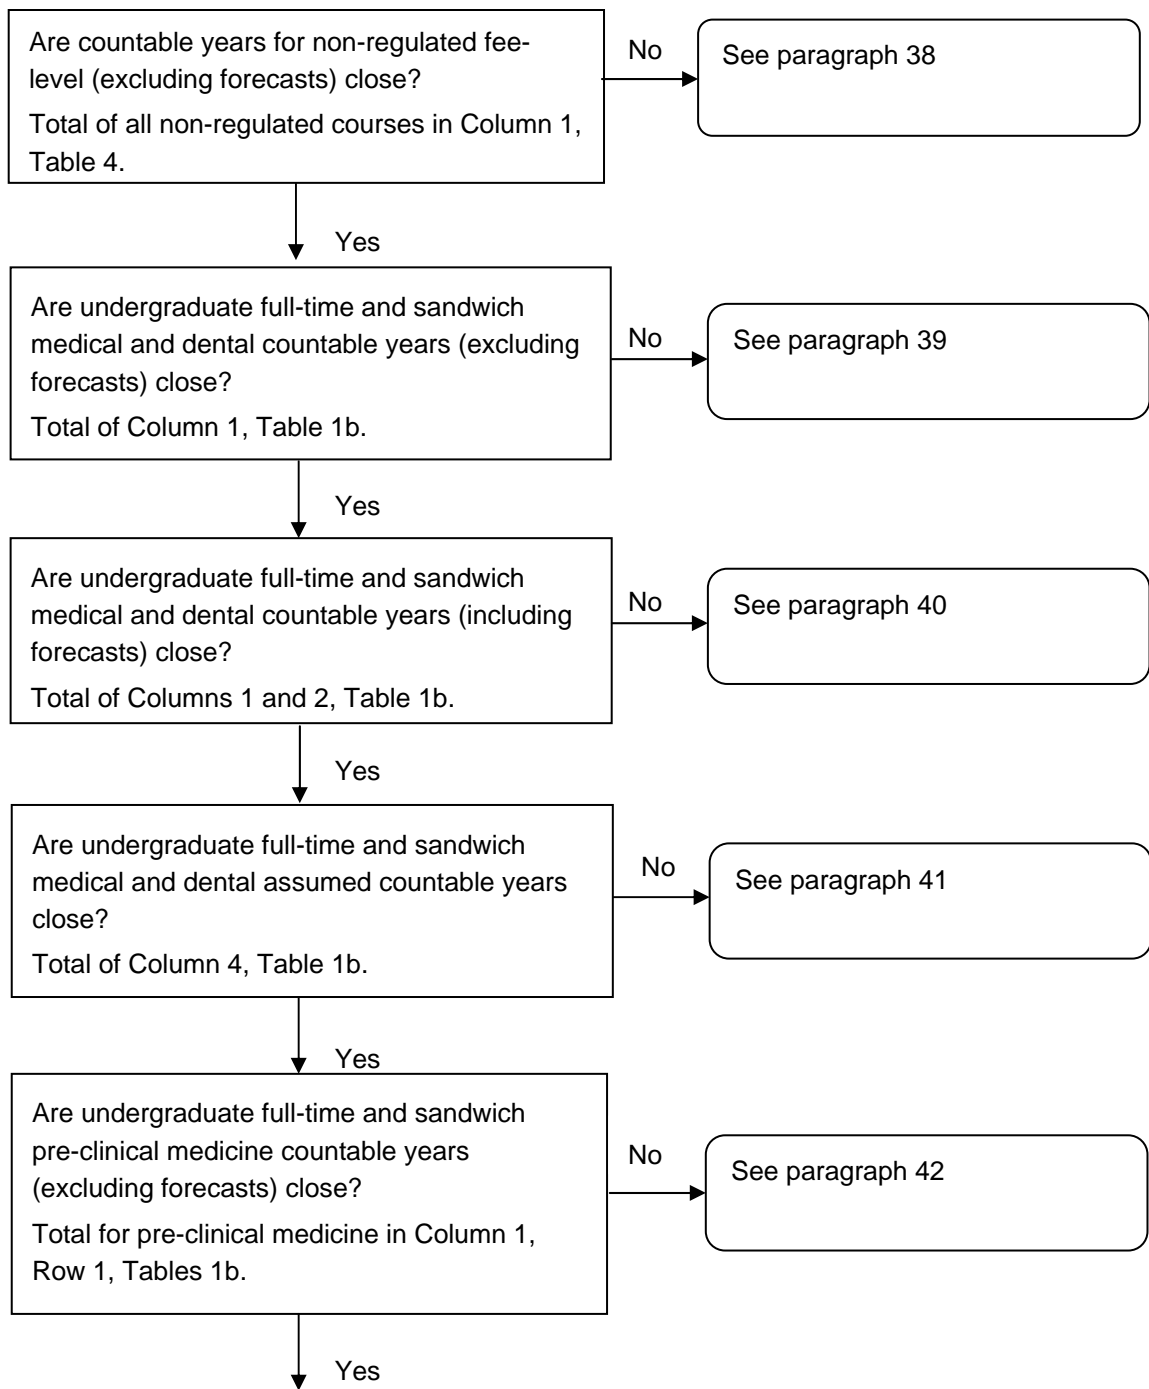 Are countable years for non-regulated fee-
level (excluding forecasts) close?
Total of all non-regulated courses in Column 1,
Table 4.
No
See paragraph 38
Yes
Are undergraduate full-time and sandwich
medical and dental countable years (excluding
forecasts) close?
Total of Column 1, Table 1b.
No
See paragraph 39
Yes
Are undergraduate full-time and sandwich
medical and dental countable years (including
forecasts) close?
Total of Columns 1 and 2, Table 1b.
No
See paragraph 40
Yes
Are undergraduate full-time and sandwich
medical and dental assumed countable years
close?
Total of Column 4, Table 1b.
No
See paragraph 41
Yes
Are undergraduate full-time and sandwich
pre-clinical medicine countable years
(excluding forecasts) close?
Total for pre-clinical medicine in Column 1,
Row 1, Tables 1b.
No
See paragraph 42
Yes